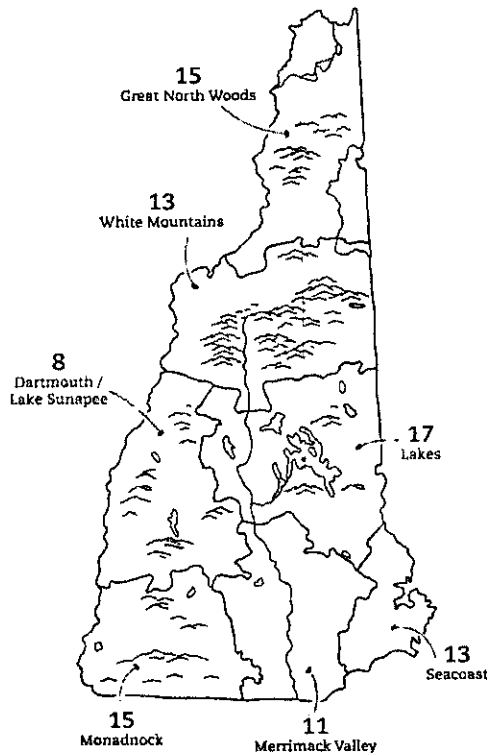 15
Great North Woods
13
White Mountains
8
Dartmouth /
Lake Sunapee
17
Lakes
13
Seacoast
15
Monadnock
11
Merrimack Valley